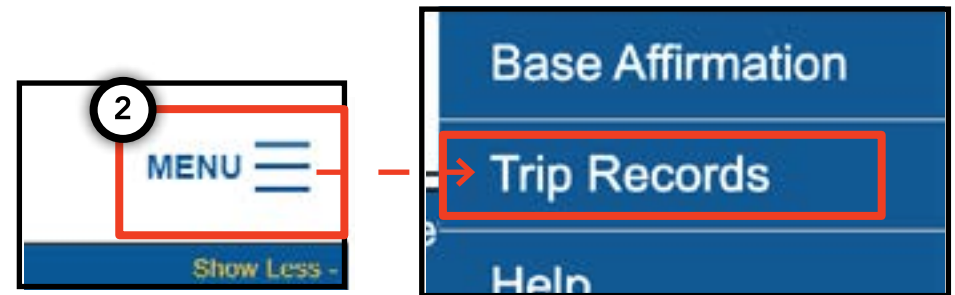 2
MENU
Show Less -
Base Affirmation
Trip Records
Help